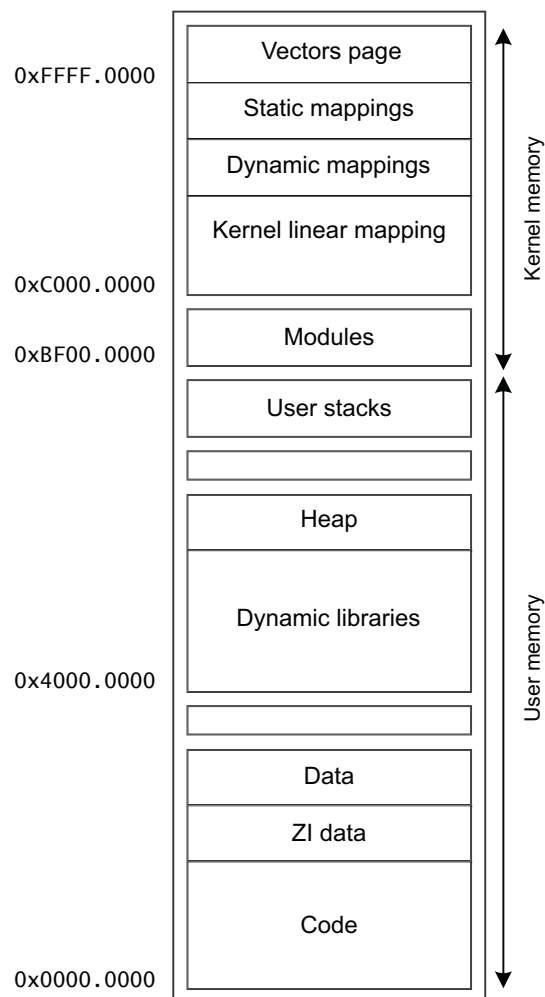 Vectors page
0xFFFF.0000
Static mappings
Dynamic mappings
Kernel linear mapping
0xC000.0000
Modules
0xBF00.0000
Kernel memory
User stacks
Heap
Dynamic libraries
0x4000.0000
Data
ZI data
Code
0x0000.0000
User memory